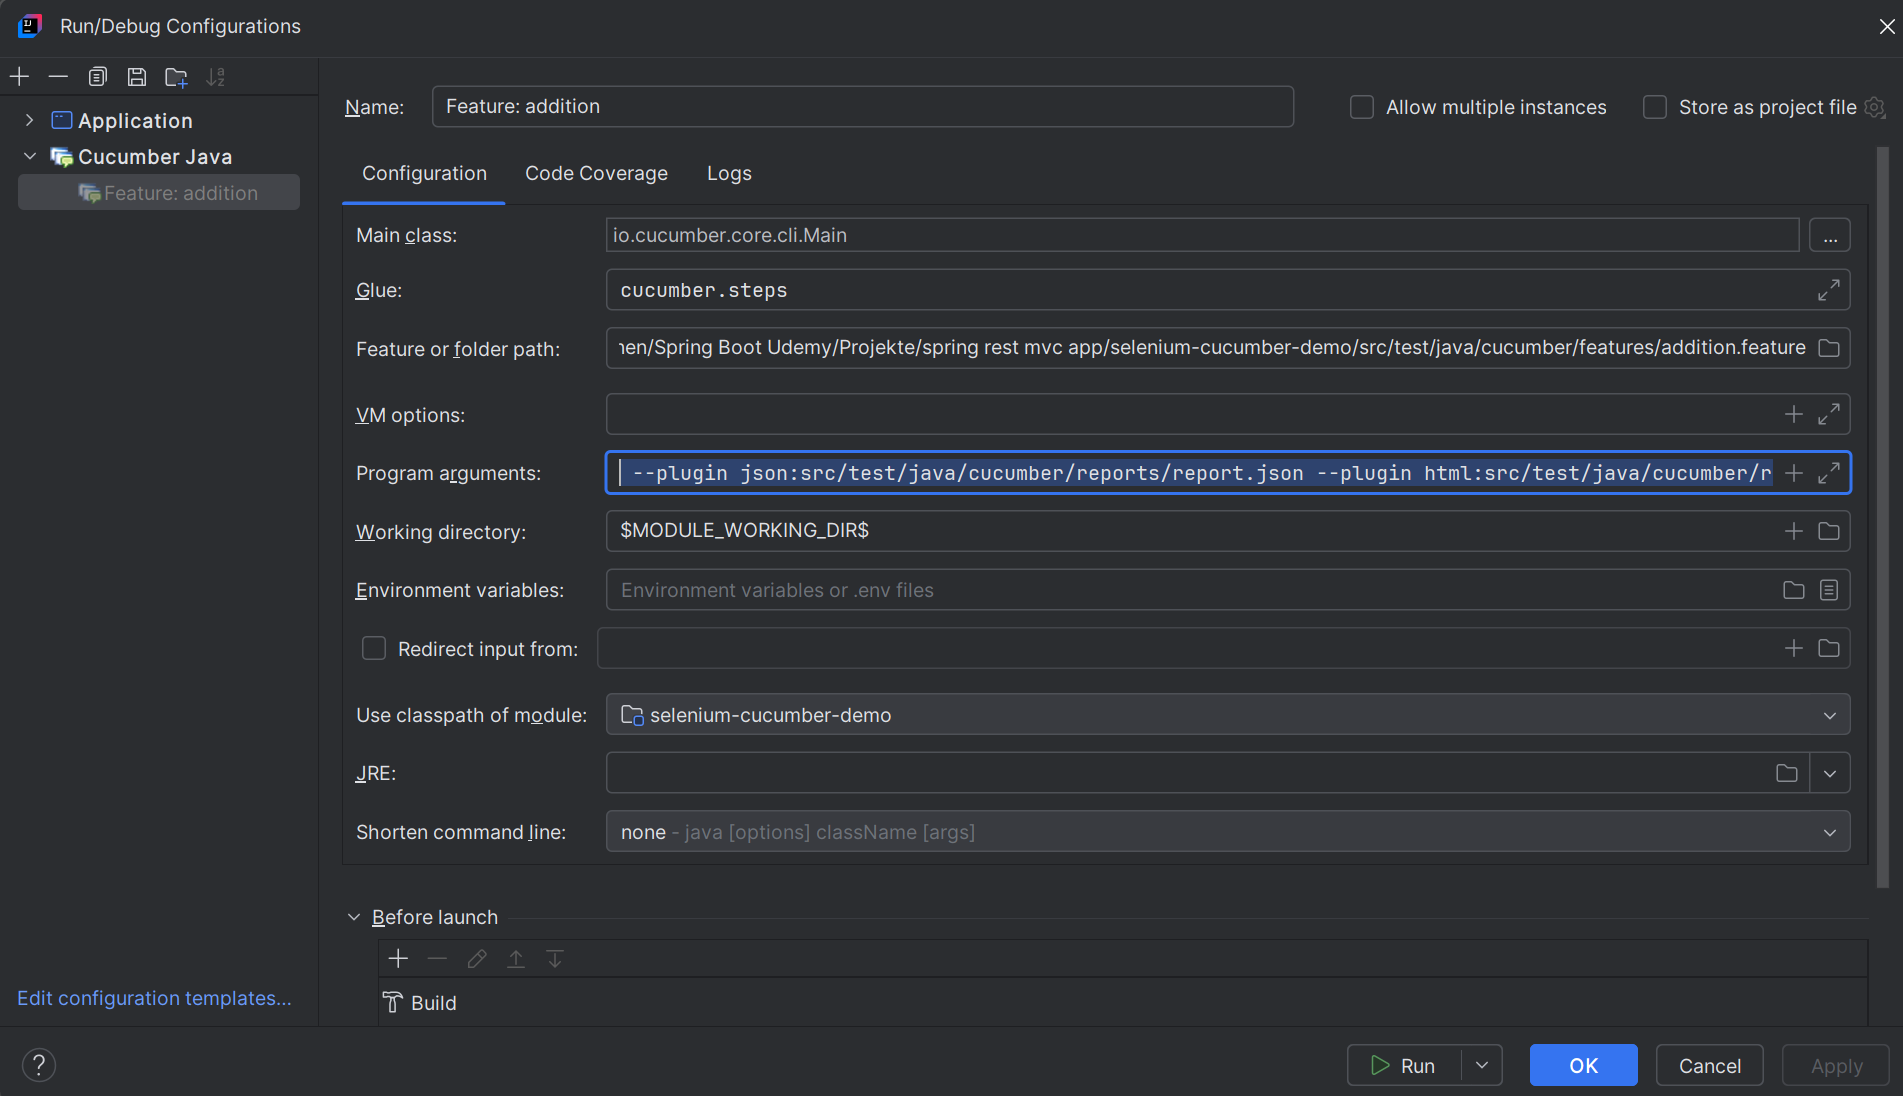 Run/Debug Configurations
Application
Cucumber Java
Feature: addition
Edit configuration templates...
Name: Feature: addition
Allow multiple instances
Store as project file
Configuration Code Coverage Logs
Main class: io.cucumber.core.cli.Main ...
Glue: cucumber.steps
Feature or folder path: nen/Spring Boot Udemy/Projekte/spring rest mvc app/selenium-cucumber-demo/src/test/java/cucumber/features/addition.feature
VM options:
Program arguments: --plugin json:src/test/java/cucumber/reports/report.json --plugin html:src/test/java/cucumber/r
Working directory: $MODULE_WORKING_DIR$
Environment variables: Environment variables or .env files
Redirect input from:
Use classpath of module: selenium-cucumber-demo
JRE:
Shorten command line: none - java [options] className [args]
Before launch
Build
? Run OK Cancel Apply